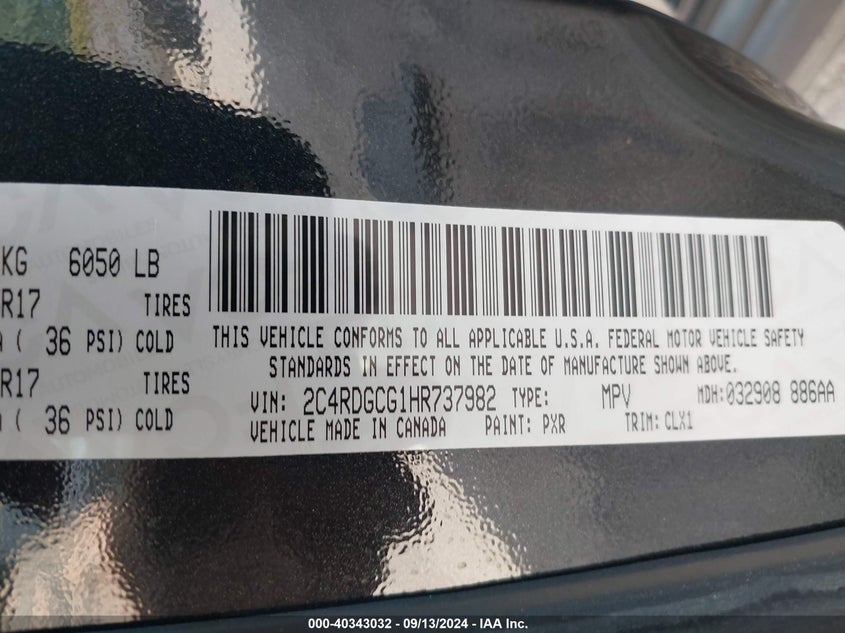 KG 6050 LB
R17 TIRES
( 36 PSI) COLD
R17 TIRES
( 36 PSI) COLD
THIS VEHICLE CONFORMS TO ALL APPLICABLE U.S.A. FEDERAL MOTOR VEHICLE SAFETY
STANDARDS IN EFFECT ON THE DATE OF MANUFACTURE SHOWN ABOVE.
VIN: 2C4RDGCG1HR737982 TYPE: MPV MDH:032908 886AA
VEHICLE MADE IN CANADA PAINT: PXR TRIM: CLX1
000-40343032 - 09/13/2024 - IAA Inc.